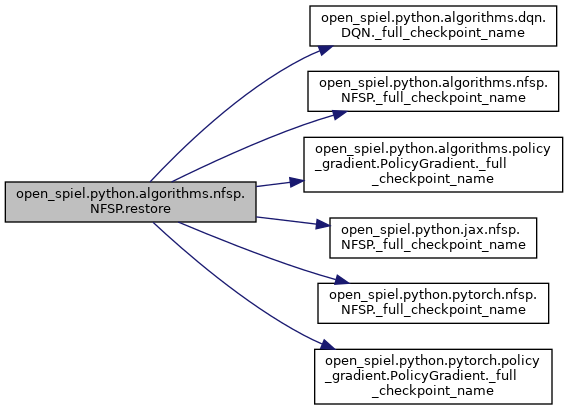 open_spiel.python.algorithms.dqn.
DQN._full_checkpoint_name
open_spiel.python.algorithms.nfsp.
NFSP._full_checkpoint_name
open_spiel.python.algorithms.policy
_gradient.PolicyGradient._full
_checkpoint_name
open_spiel.python.algorithms.nfsp.
NFSP.restore
open_spiel.python.jax.nfsp.
NFSP._full_checkpoint_name
open_spiel.python.pytorch.nfsp.
NFSP._full_checkpoint_name
open_spiel.python.pytorch.policy
_gradient.PolicyGradient._full
_checkpoint_name